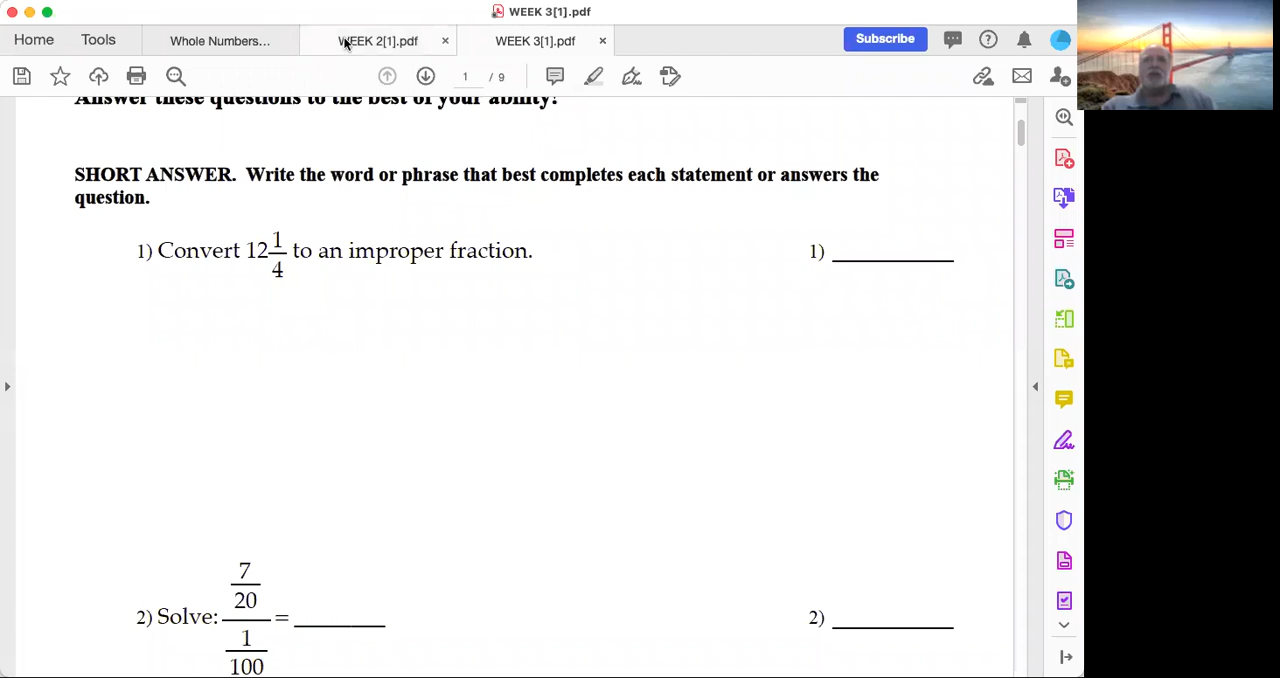 WEEK 3[1].pdf
Home Tools Whole Numbers... WEEK 2[1].pdf × WEEK 3[1].pdf × Subscribe
1 / 9
Answer these questions to the best of your ability!
SHORT ANSWER. Write the word or phrase that best completes each statement or answers the
question.
1) Convert 12 1/4 to an improper fraction. 1) __________
2) Solve: 7/20 / 1/100 = ________ 2) __________